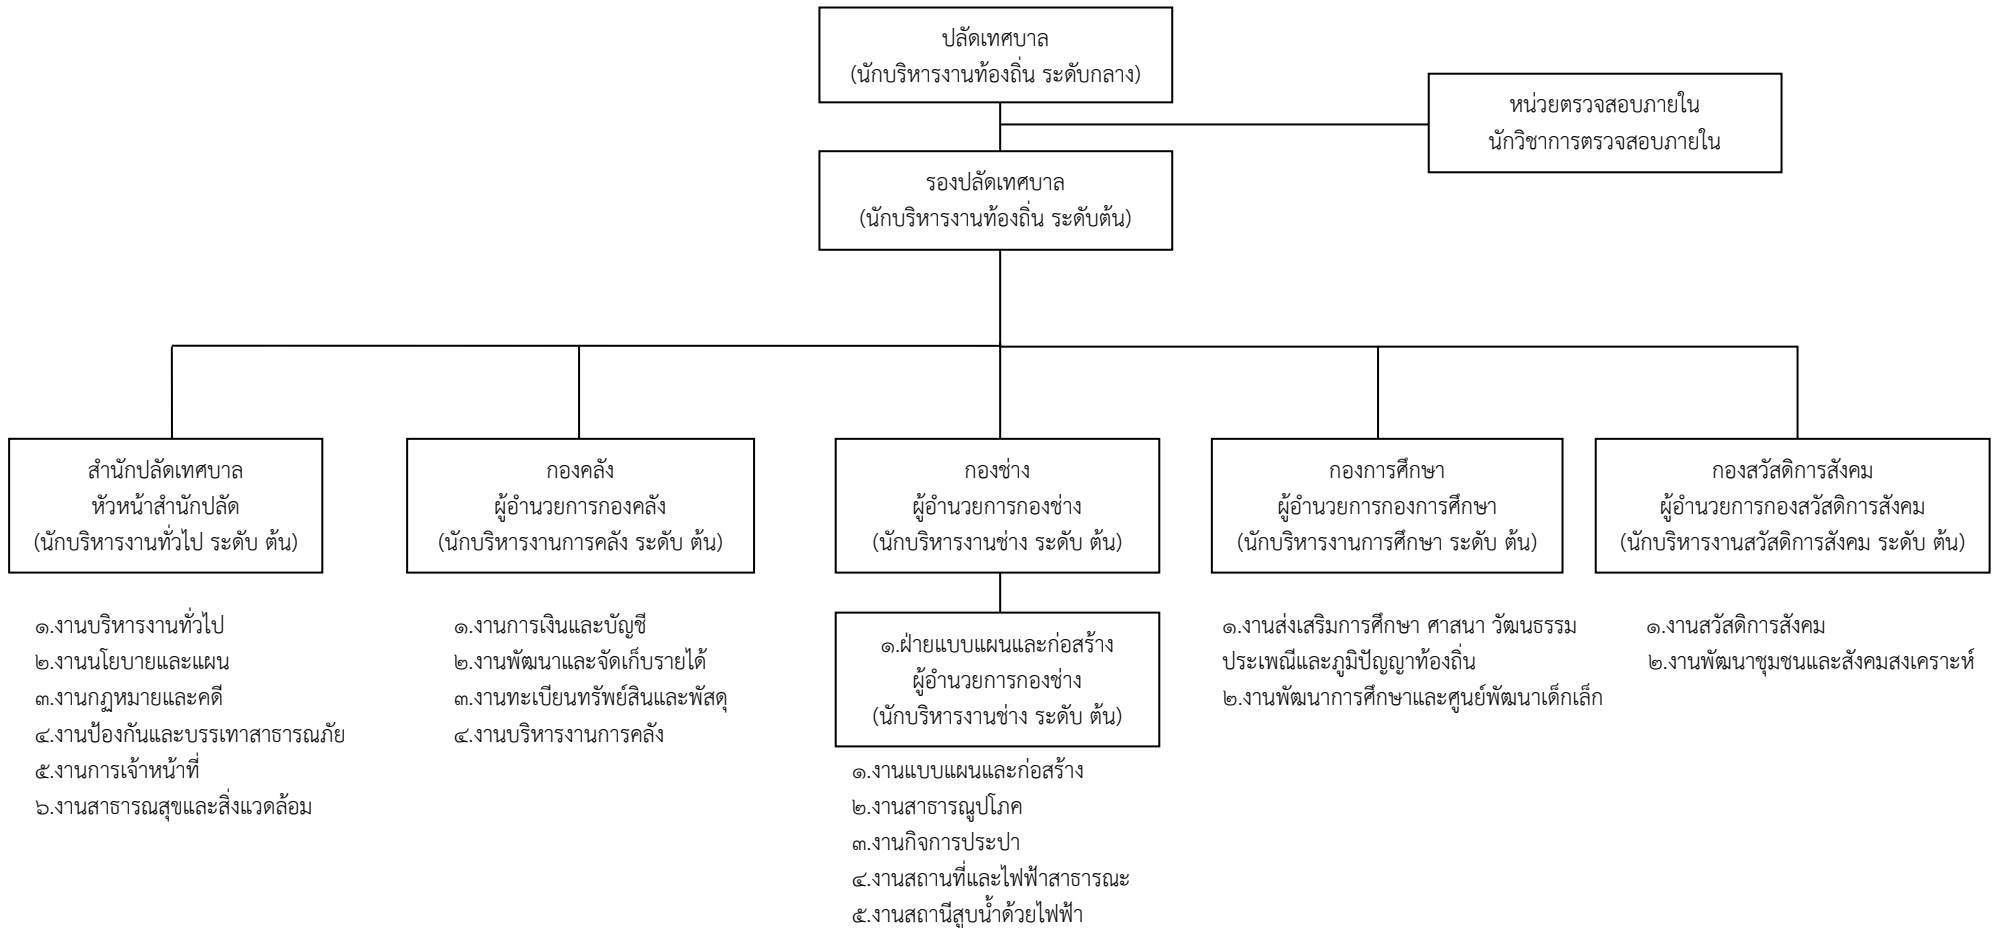 ปลัดเทศบาล
(นักบริหารงานท้องถิ่น ระดับกลาง)
หน่วยตรวจสอบภายใน
นักวิชาการตรวจสอบภายใน
รองปลัดเทศบาล
(นักบริหารงานท้องถิ่น ระดับต้น)
สำนักปลัดเทศบาล
หัวหน้าสำนักปลัด
(นักบริหารงานทั่วไป ระดับ ต้น)
๑.งานบริหารงานทั่วไป
๒.งานนโยบายและแผน
๓.งานกฎหมายและคดี
๔.งานป้องกันและบรรเทาสาธารณภัย
๕.งานการเจ้าหน้าที่
๖.งานสาธารณสุขและสิ่งแวดล้อม
กองคลัง
ผู้อำนวยการกองคลัง
(นักบริหารงานการคลัง ระดับ ต้น)
๑.งานการเงินและบัญชี
๒.งานพัฒนาและจัดเก็บรายได้
๓.งานทะเบียนทรัพย์สินและพัสดุ
๔.งานบริหารงานการคลัง
กองช่าง
ผู้อำนวยการกองช่าง
(นักบริหารงานช่าง ระดับ ต้น)
๑.ฝ่ายแบบแผนและก่อสร้าง
ผู้อำนวยการกองช่าง
(นักบริหารงานช่าง ระดับ ต้น)
๑.งานแบบแผนและก่อสร้าง
๒.งานสาธารณูปโภค
๓.งานกิจการประปา
๔.งานสถานที่และไฟฟ้าสาธารณะ
๕.งานสถานีสูบน้ำด้วยไฟฟ้า
กองการศึกษา
ผู้อำนวยการกองการศึกษา
(นักบริหารงานการศึกษา ระดับ ต้น)
๑.งานส่งเสริมการศึกษา ศาสนา วัฒนธรรม
ประเพณีและภูมิปัญญาท้องถิ่น
๒.งานพัฒนาการศึกษาและศูนย์พัฒนาเด็กเล็ก
กองสวัสดิการสังคม
ผู้อำนวยการกองสวัสดิการสังคม
(นักบริหารงานสวัสดิการสังคม ระดับ ต้น)
๑.งานสวัสดิการสังคม
๒.งานพัฒนาชุมชนและสังคมสงเคราะห์